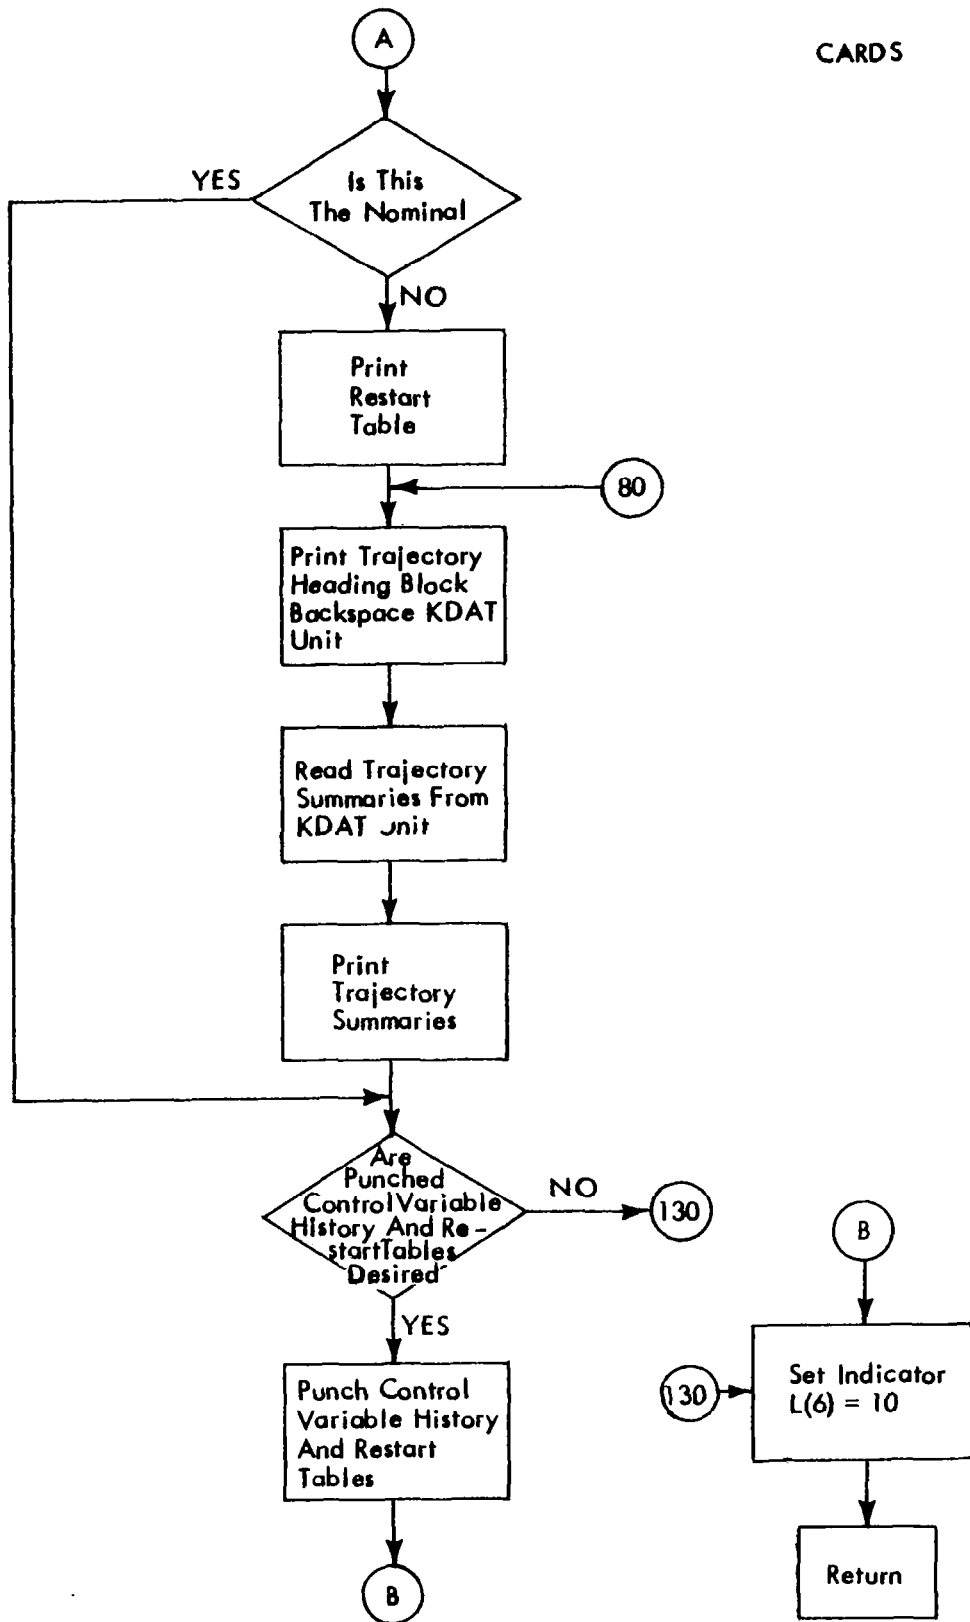 A
CARDS
YES
Is This
The Nominal
NO
Print
Restart
Table
80
Print Trajectory
Heading Block
Backspace KDAT
Unit
Read Trajectory
Summaries From
KDAT Unit
Print
Trajectory
Summaries
Are
Punched
Control Variable
History And Re-
start Tables
Desired
NO
130
YES
Punch Control
Variable History
And Restart
Tables
B
B
130
Set Indicator
L(6) = 10
Return